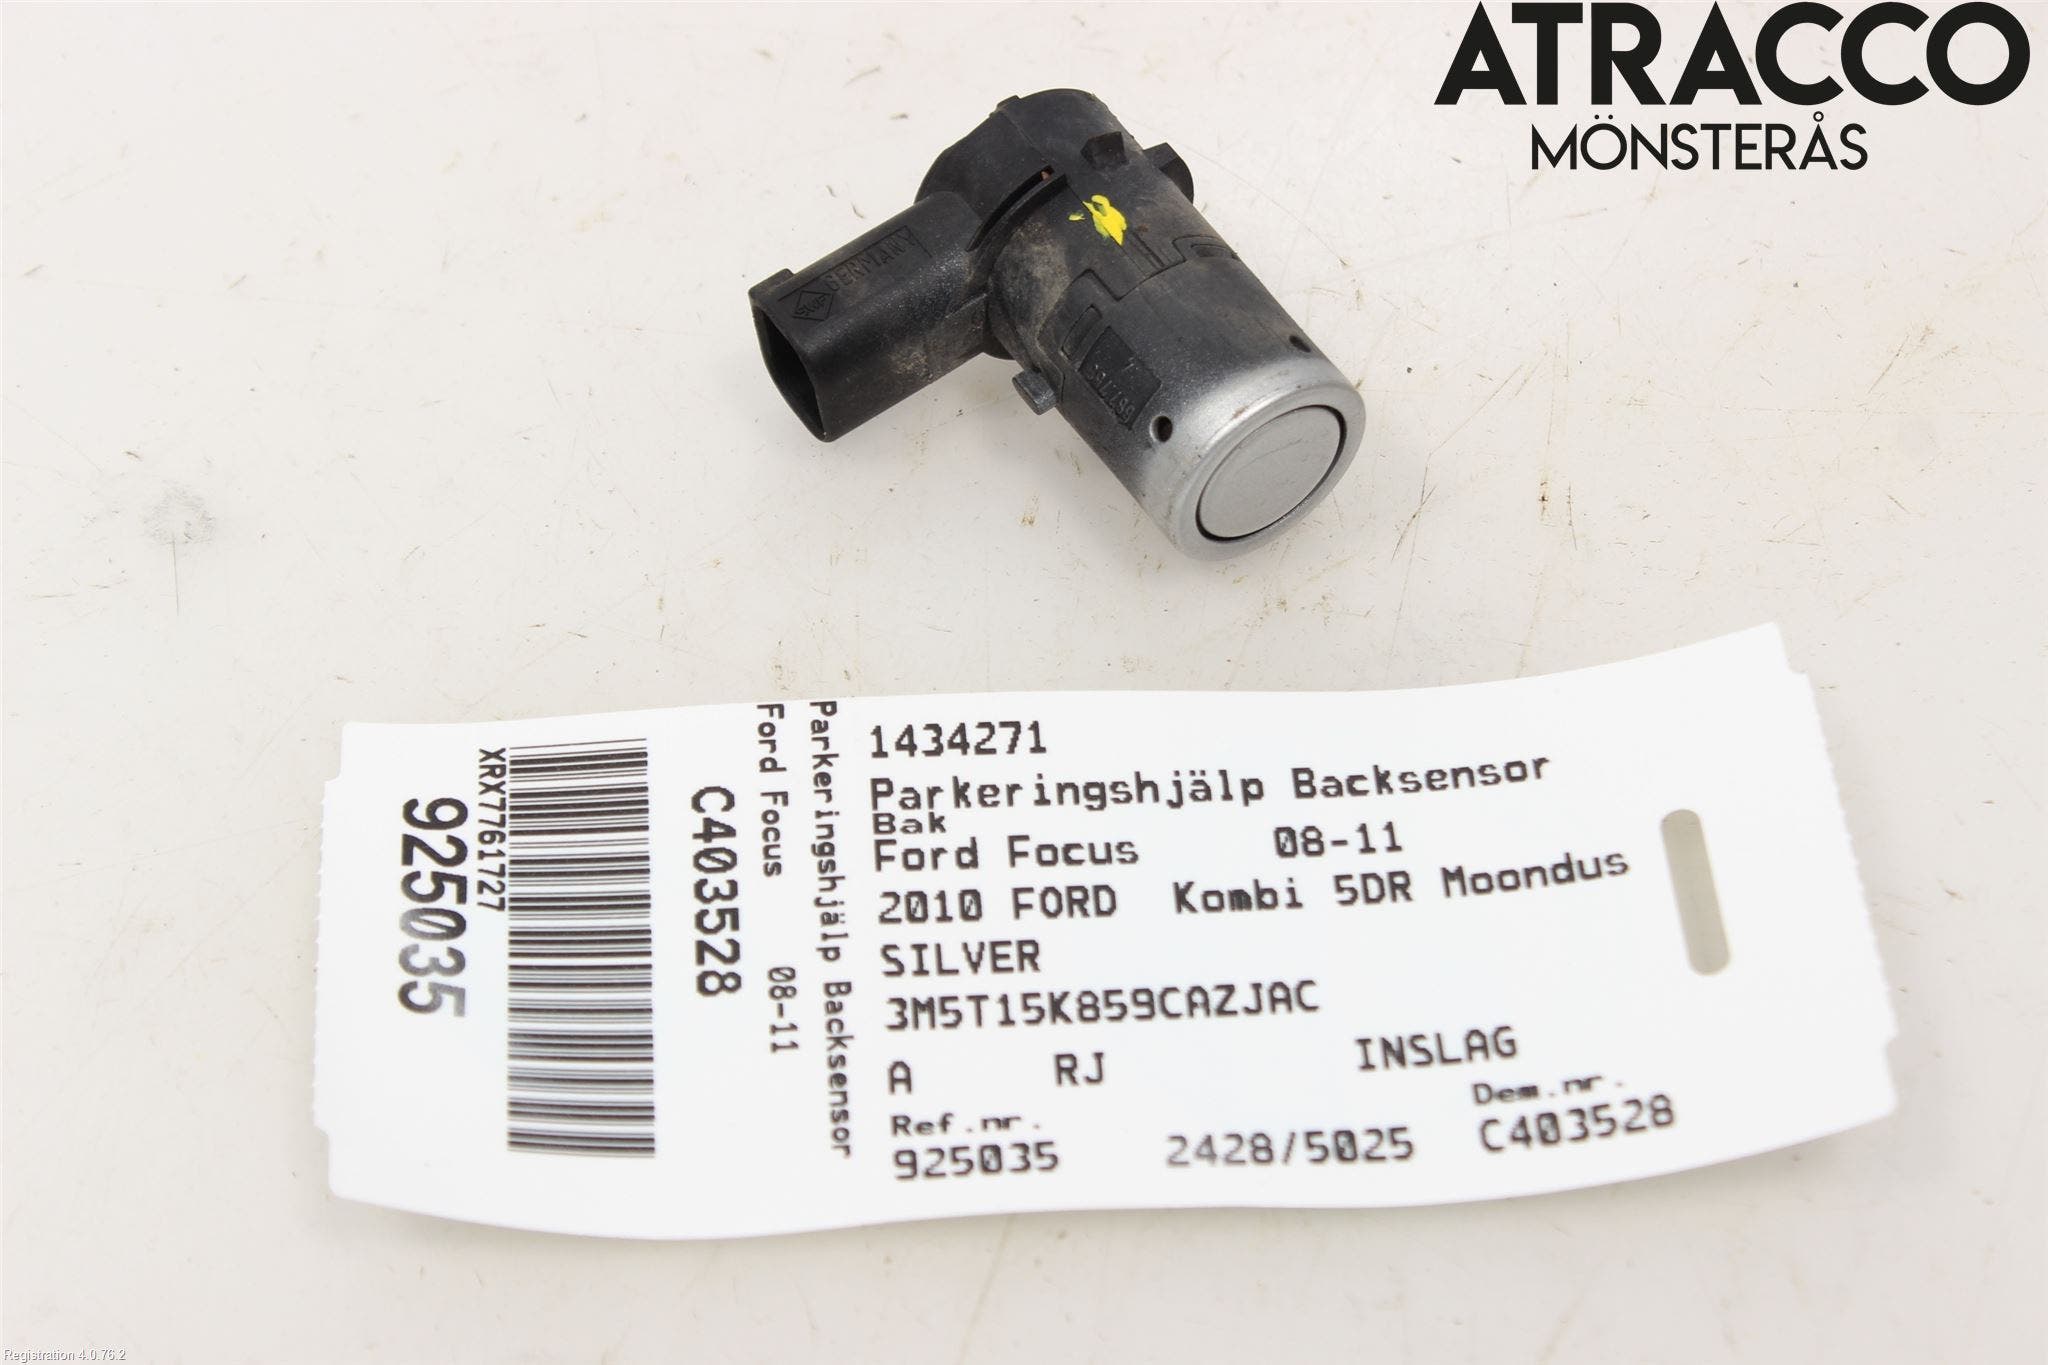 ATRACCO
MÖNSTERÅS
GERMANY
1434271
Parkeringshjälp Backsensor
Bak
Ford Focus 08-11
2010 FORD Kombi 5DR Moondus
SILVER
3M5T15K859CAZJAC
A RJ INSLAG
Ref.nr. Dem.nr.
925035 2428/5025 C403528
Parkeringshjälp Backsensor
Ford Focus 08-11
C403528
XRX7761727
925035
Registration 4.0.76.2